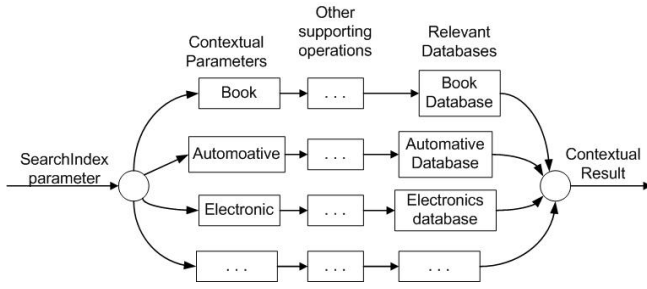 Contextual
Parameters
Other
supporting
operations
Relevant
Databases
SearchIndex
parameter
Book
. . .
Book
Database
Automoative
. . .
Automative
Database
Electronic
. . .
Electronics
database
. . .
. . .
. . .
Contextual
Result